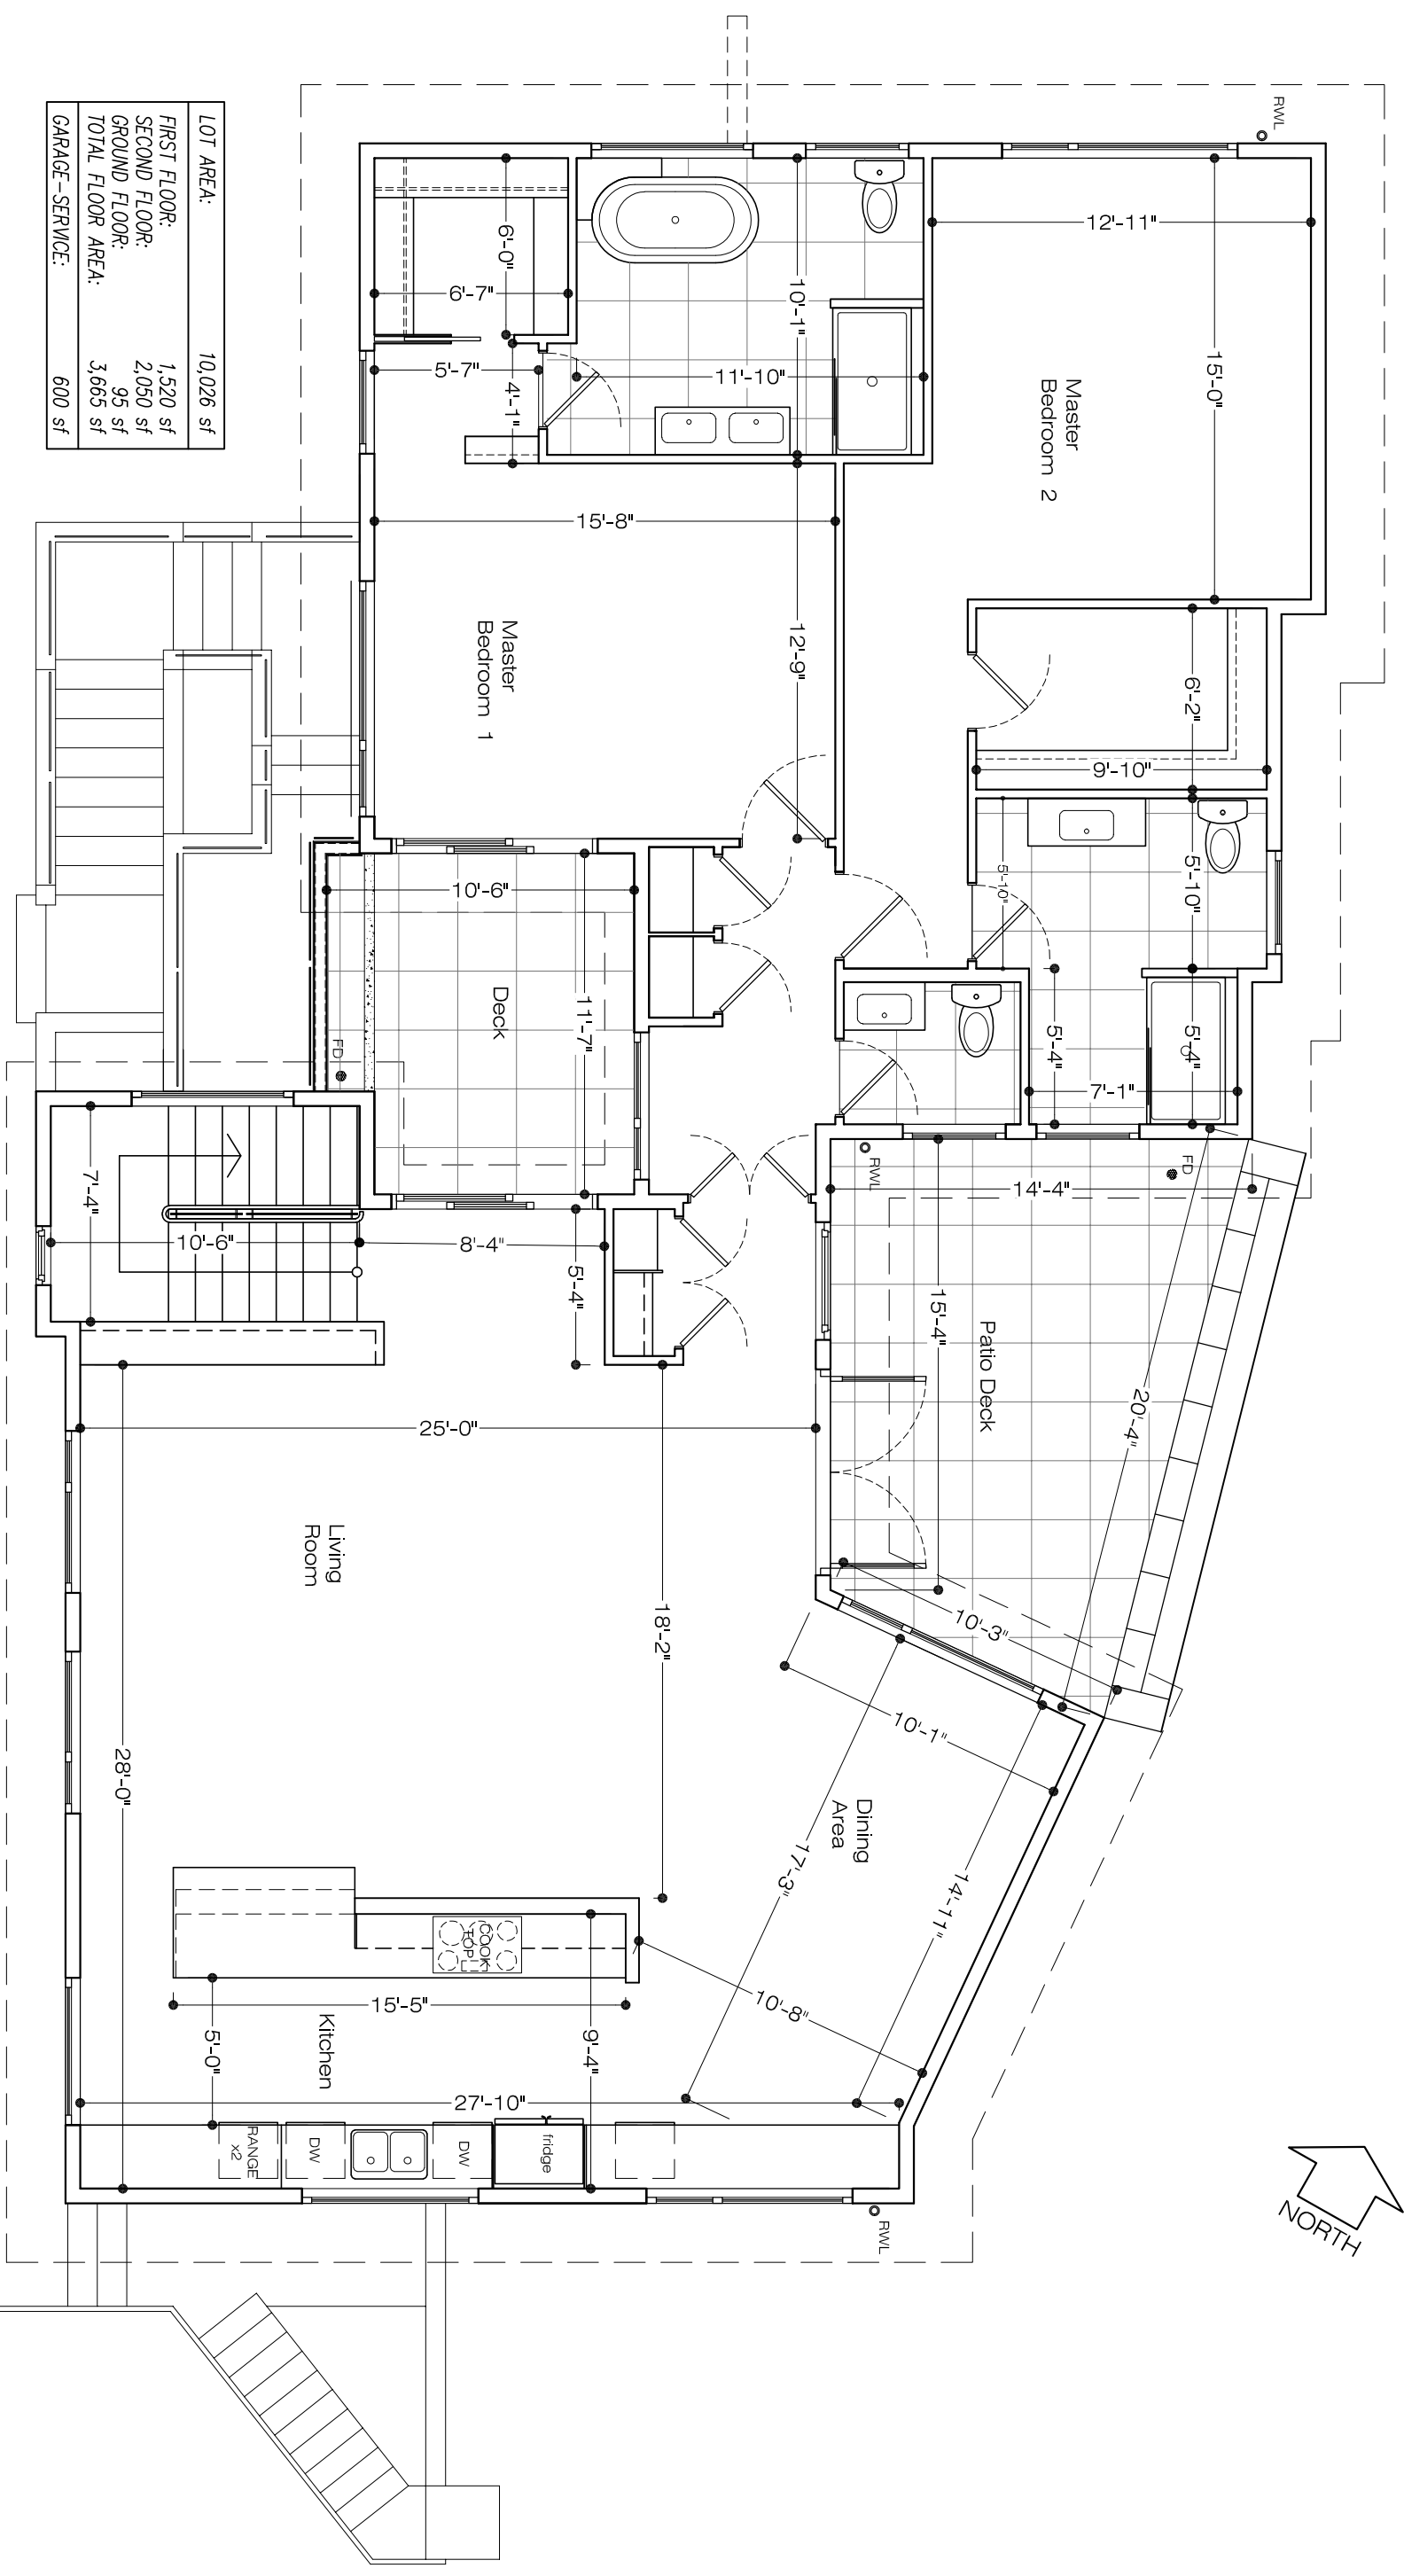 RWL
12'-11"
15'-0"
Master
Bedroom 2
6'-0"
6'-7"
10'-1"
11'-10"
5'-7"
4'-1"
15'-8"
12'-9"
Master
Bedroom 1
6'-2"
9'-10"
5'-10"
5'-10"
5'-4"
5'-4"
7'-1"
10'-6"
11'-7"
Deck
FD
RWL
FD
14'-4"
15'-4"
Patio Deck
20'-4"
10'-3"
7'-4"
10'-6"
8'-4"
5'-4"
25'-0"
Living
Room
18'-2"
28'-0"
10'-1"
Dining
Area
17'-3"
14'-11"
10'-8"
COOK
TOP
15'-5"
Kitchen
5'-0"
9'-4"
27'-10"
RANGE
x2
DW
DW
fridge
RWL
NORTH
LOT AREA: 10,026 sf
FIRST FLOOR: 1,520 sf
SECOND FLOOR: 2,050 sf
GROUND FLOOR: 95 sf
TOTAL FLOOR AREA: 3,665 sf
GARAGE-SERVICE: 600 sf